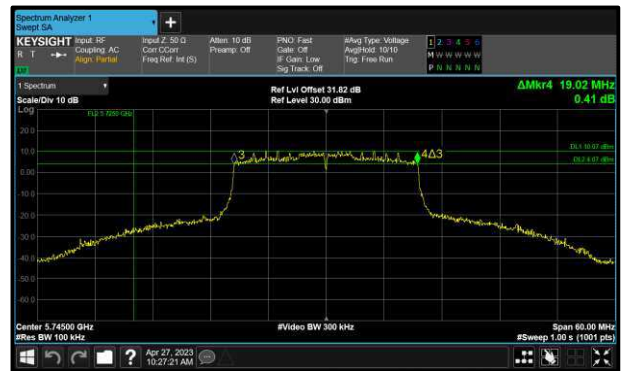 Spectrum Analyzer 1
Swept SA
+
KEYSIGHT
R T
LXI
Input: RF
Coupling: AC
Align: Partial
Input Z: 50 Ω
Corr CCorr
Freq Ref: Int (S)
Atten: 10 dB
Preamp: Off
PNO: Fast
Gate: Off
IF Gain: Low
Sig Track: Off
#Avg Type: Voltage
Avg|Hold: 10/10
Trig: Free Run
1 2 3 4 5 6
M W W W W W
P N N N N N
1 Spectrum
Scale/Div 10 dB
Log
Ref Lvl Offset 31.82 dB
Ref Level 30.00 dBm
ΔMkr4 19.02 MHz
0.41 dB
FL2 5.7250 GHz
20.0
10.0
0.00
-10.0
-20.0
-30.0
-40.0
-50.0
-60.0
3
4Δ3
DL1 10.07 dBm
DL2 4.07 dBm
Center 5.74500 GHz
#Res BW 100 kHz
#Video BW 300 kHz
Span 60.00 MHz
#Sweep 1.00 s (1001 pts)
?
Apr 27, 2023
10:27:21 AM